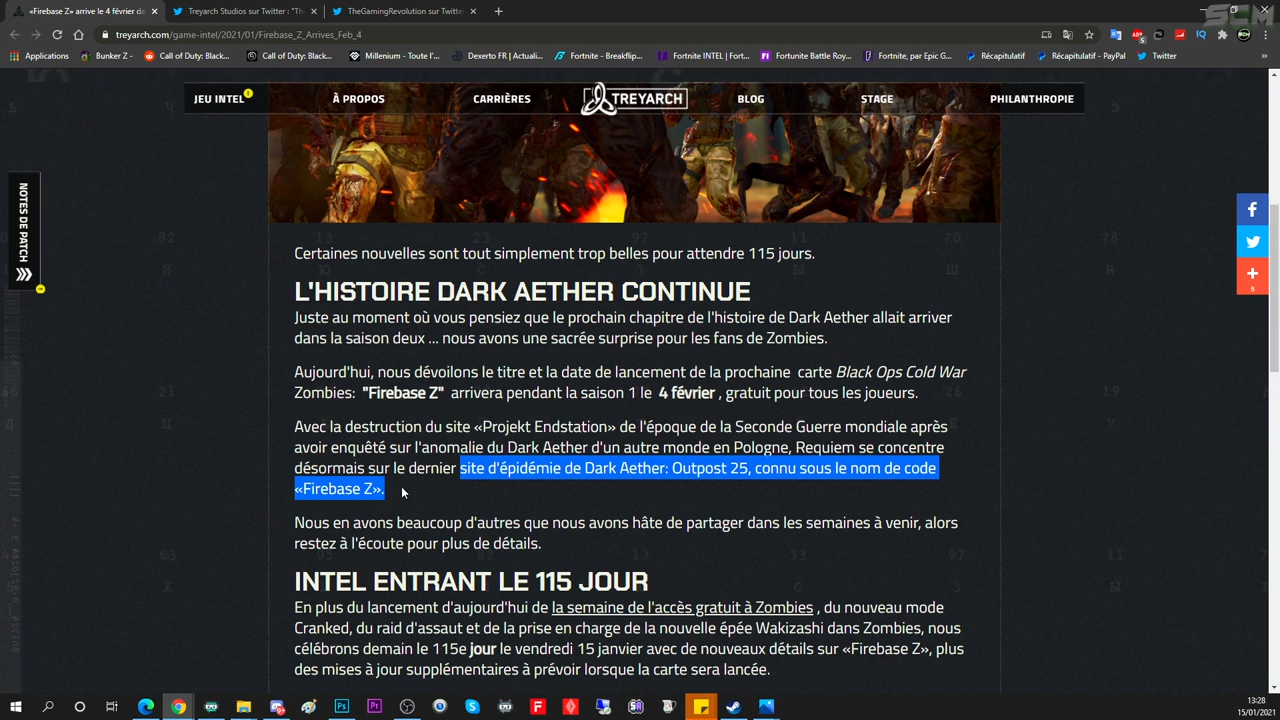 «Firebase Z» arrive le 4 février da
Treyarch Studios sur Twitter : "Th
TheGamingRevolution sur Twitte
SCM
treyarch.com/game-intel/2021/01/Firebase_Z_Arrives_Feb_4
Applications
Bunker Z -
Call of Duty: Black...
Call of Duty: Black...
Millenium - Toute l'...
Dexerto FR | Actuali...
Fortnite - Breakflip...
Fortnite INTEL | Fort...
Fortunite Battle Roy...
Fortnite, par Epic G...
Récapitulatif
Récapitulatif - PayPal
Twitter
JEU INTEL
À PROPOS
CARRIÈRES
TREYARCH
BLOG
STAGE
PHILANTHROPIE
NOTES DE PATCH
Certaines nouvelles sont tout simplement trop belles pour attendre 115 jours.
L'HISTOIRE DARK AETHER CONTINUE
Juste au moment où vous pensiez que le prochain chapitre de l'histoire de Dark Aether allait arriver
dans la saison deux ... nous avons une sacrée surprise pour les fans de Zombies.
Aujourd'hui, nous dévoilons le titre et la date de lancement de la prochaine carte Black Ops Cold War
Zombies: "Firebase Z" arrivera pendant la saison 1 le 4 février , gratuit pour tous les joueurs.
Avec la destruction du site «Projekt Endstation» de l'époque de la Seconde Guerre mondiale après
avoir enquêté sur l'anomalie du Dark Aether d'un autre monde en Pologne, Requiem se concentre
désormais sur le dernier site d'épidémie de Dark Aether: Outpost 25, connu sous le nom de code
«Firebase Z».
Nous en avons beaucoup d'autres que nous avons hâte de partager dans les semaines à venir, alors
restez à l'écoute pour plus de détails.
INTEL ENTRANT LE 115 JOUR
En plus du lancement d'aujourd'hui de la semaine de l'accès gratuit à Zombies , du nouveau mode
Cranked, du raid d'assaut et de la prise en charge de la nouvelle épée Wakizashi dans Zombies, nous
célébrons demain le 115e jour le vendredi 15 janvier avec de nouveaux détails sur «Firebase Z», plus
des mises à jour supplémentaires à prévoir lorsque la carte sera lancée.
5
13:28
15/01/2021